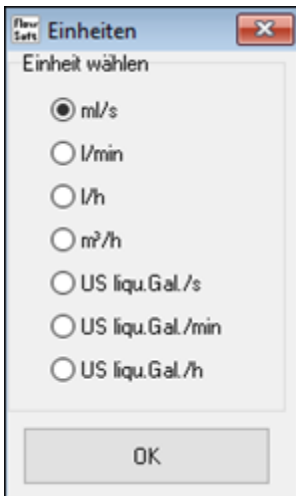 Flow
Soft
Einheiten
Einheit wählen
ml/s
l/min
l/h
m³/h
US liqu.Gal./s
US liqu.Gal./min
US liqu.Gal./h
OK